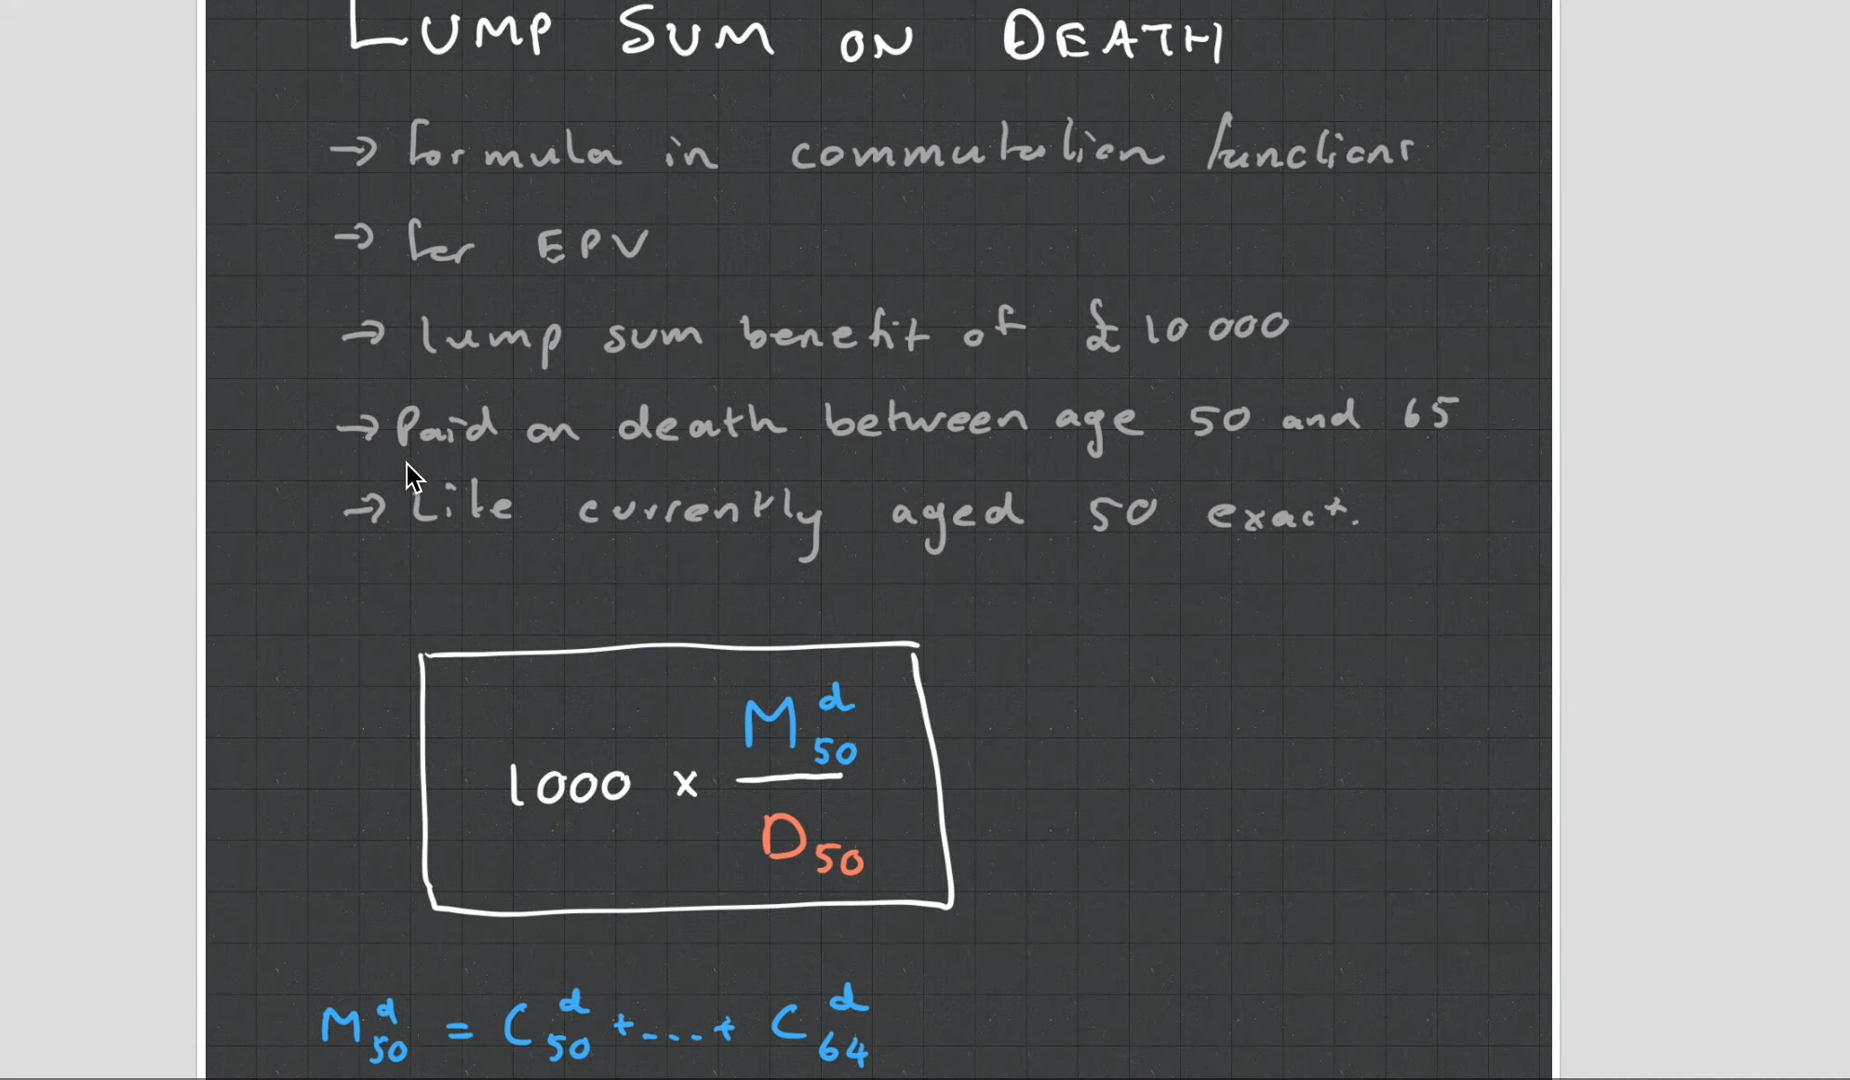 LUMP SUM ON DEATH
→ formula in commutation functions
→ for EPV
→ lump sum benefit of £10 000
→ Paid on death between age 50 and 65
→ Life currently aged 50 exact.
1000 × M^d_50 / D_50
M^d_50 = C^d_50 + .... + C^d_64